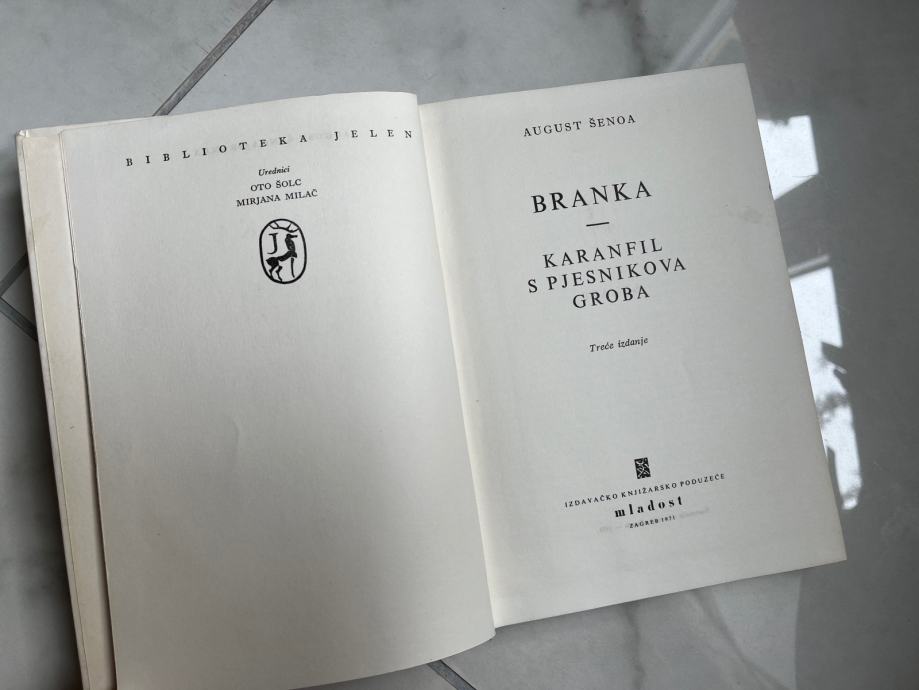 BIBLIOTEKA JELEN
Urednici
OTO ŠOLC
MIRJANA MILAČ
J
AUGUST ŠENOA
BRANKA
—
KARANFIL
S PJESNIKOVA
GROBA
Treće izdanje
IZDAVAČKO KNJIŽARSKO PODUZEĆE
mladost
ZAGREB 1971